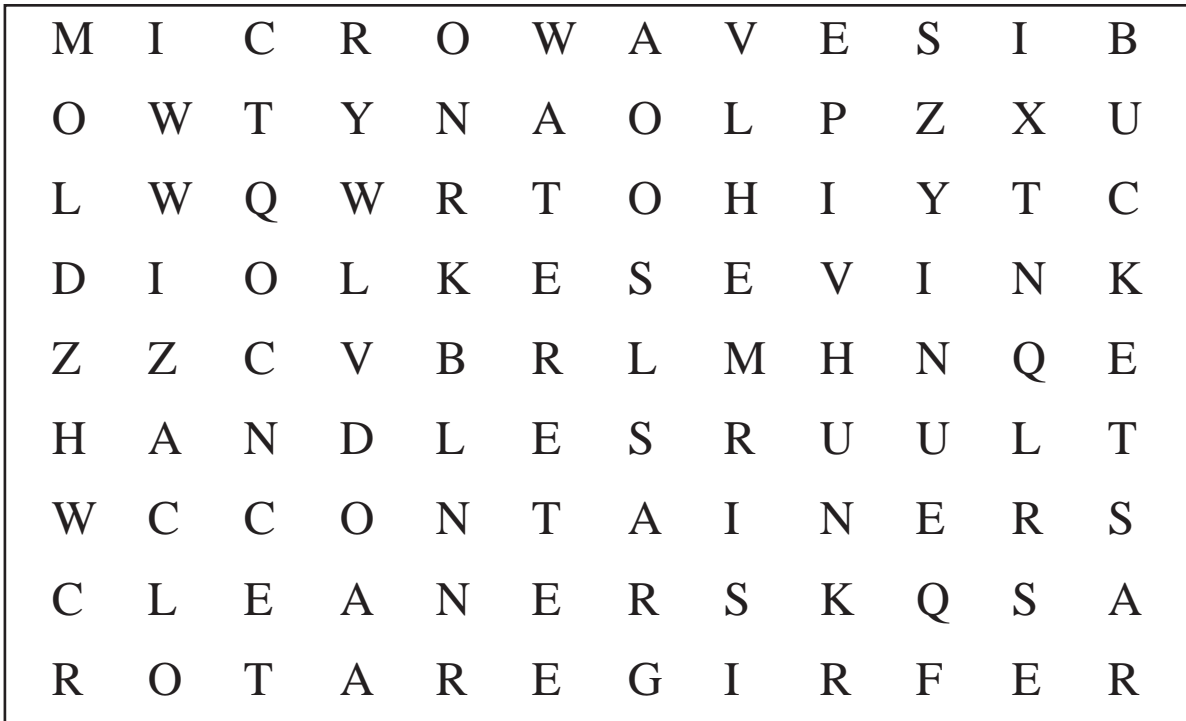 M I C R O W A V E S I B
O W T Y N A O L P Z X U
L W Q W R T O H I Y T C
D I O L K E S E V I N K
Z Z C V B R L M H N Q E
H A N D L E S R U U L T
W C C O N T A I N E R S
C L E A N E R S K Q S A
R O T A R E G I R F E R